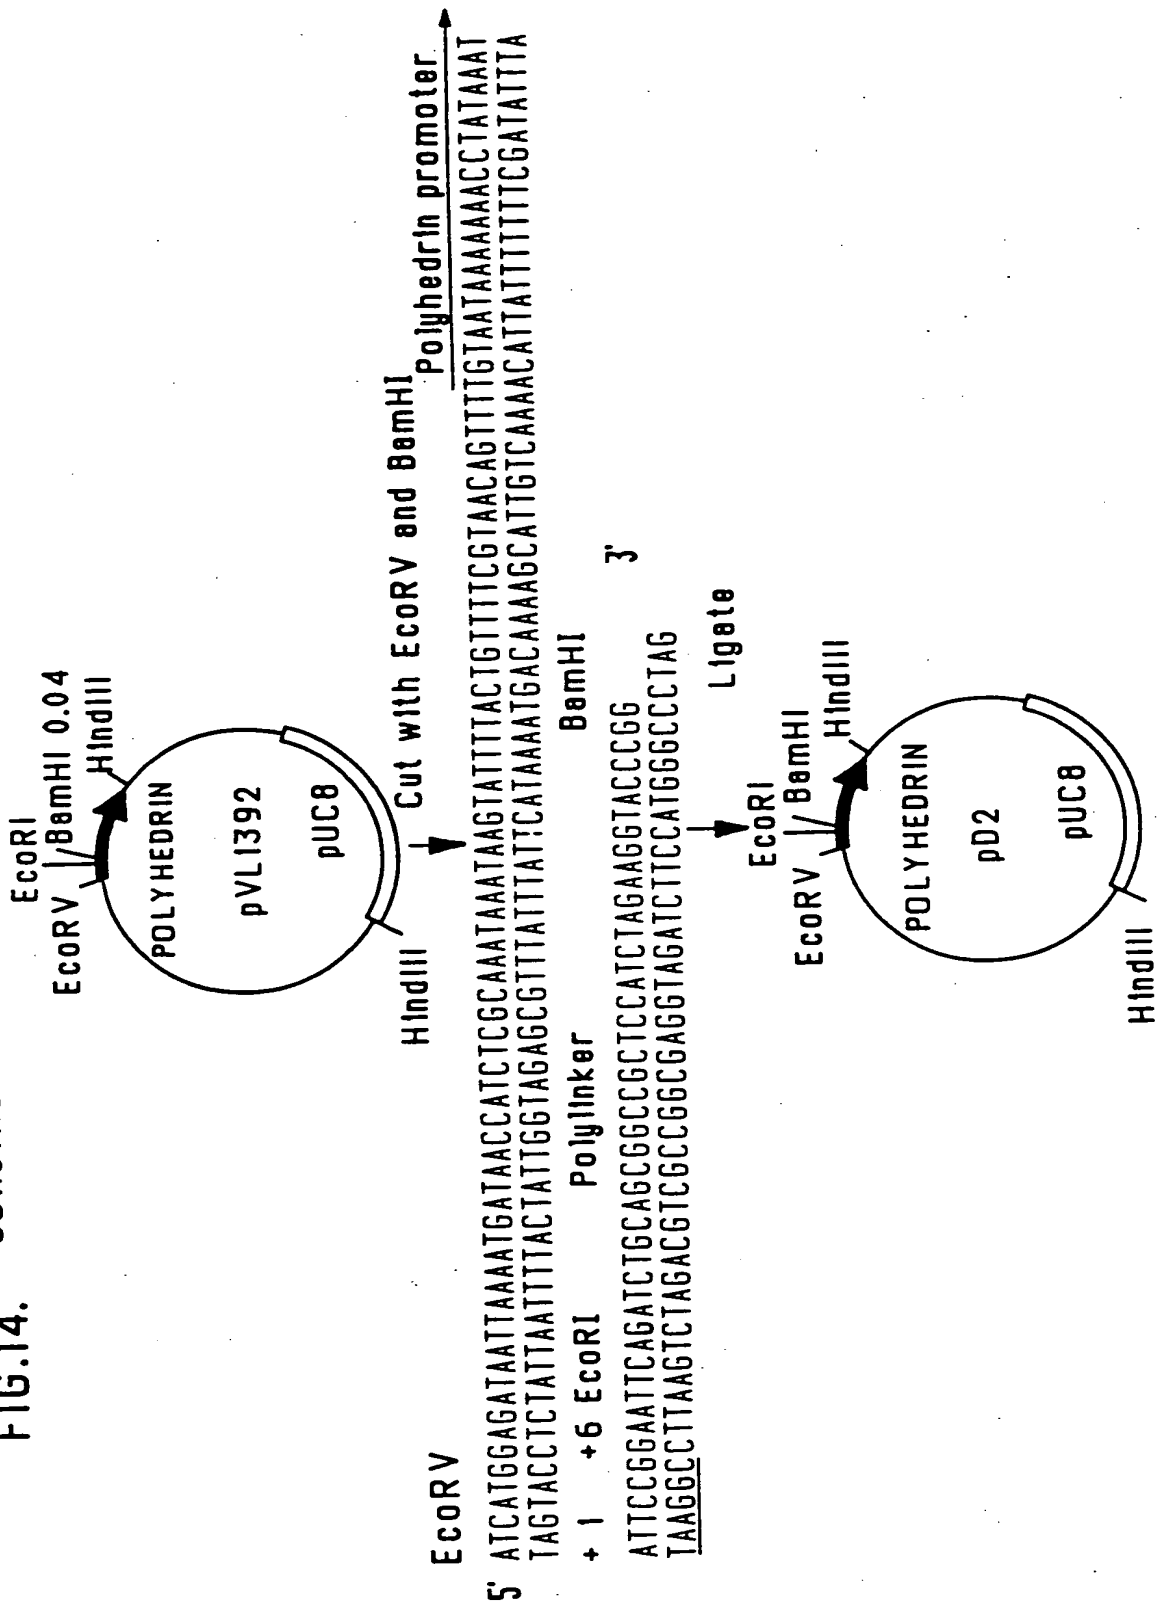 FIG.14.
EcoRI
EcoRV
BamHI 0.04
HindIII
POLYHEDRIN
pVL1392
pUC8
HindIII
Cut with EcoRV and BamHI
EcoRV
Polyhedrin promoter
5' ATCATGGAGATAATTAAAATGATAACCATCTCGCAAATAAATAAGTATTTTACTGTTTTCGTAACAGTTTTGTAATAAAAAAACCTATAAAT
TAGTACCTCTATTAATTTTACTATTGGTAGAGCGTTTATTTATTCATAAAATGACAAAAGCATTGTCAAAACATTATTTTTTTCGATATTTA
+1 +6 EcoRI Polylinker BamHI
ATTCCGGAATTCAGATCTGCAGCGGCCGCTCCATCTAGAAGGTACCCGG 3'
TAAGGCCTTAAGTCTAGACGTCGCCGGCGAGGTAGATCTTCCATGGGCCCTAG
Ligate
EcoRI
EcoRV
BamHI
HindIII
POLYHEDRIN
pD2
pUC8
HindIII